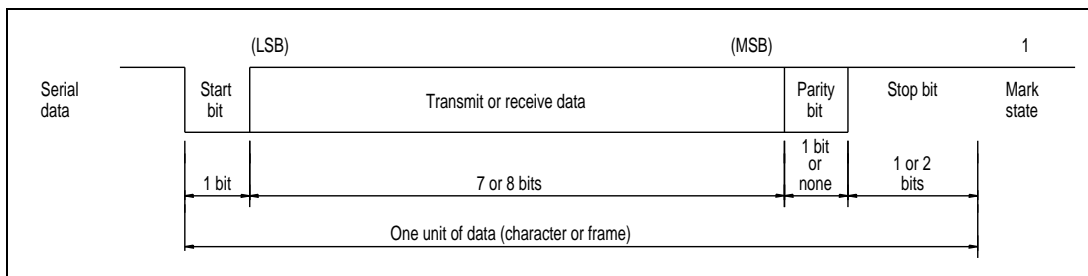 (LSB)
(MSB)
1
Serial
data
Start
bit
Transmit or receive data
Parity
bit
Stop bit
Mark
state
1 bit
7 or 8 bits
1 bit
or
none
1 or 2
bits
One unit of data (character or frame)